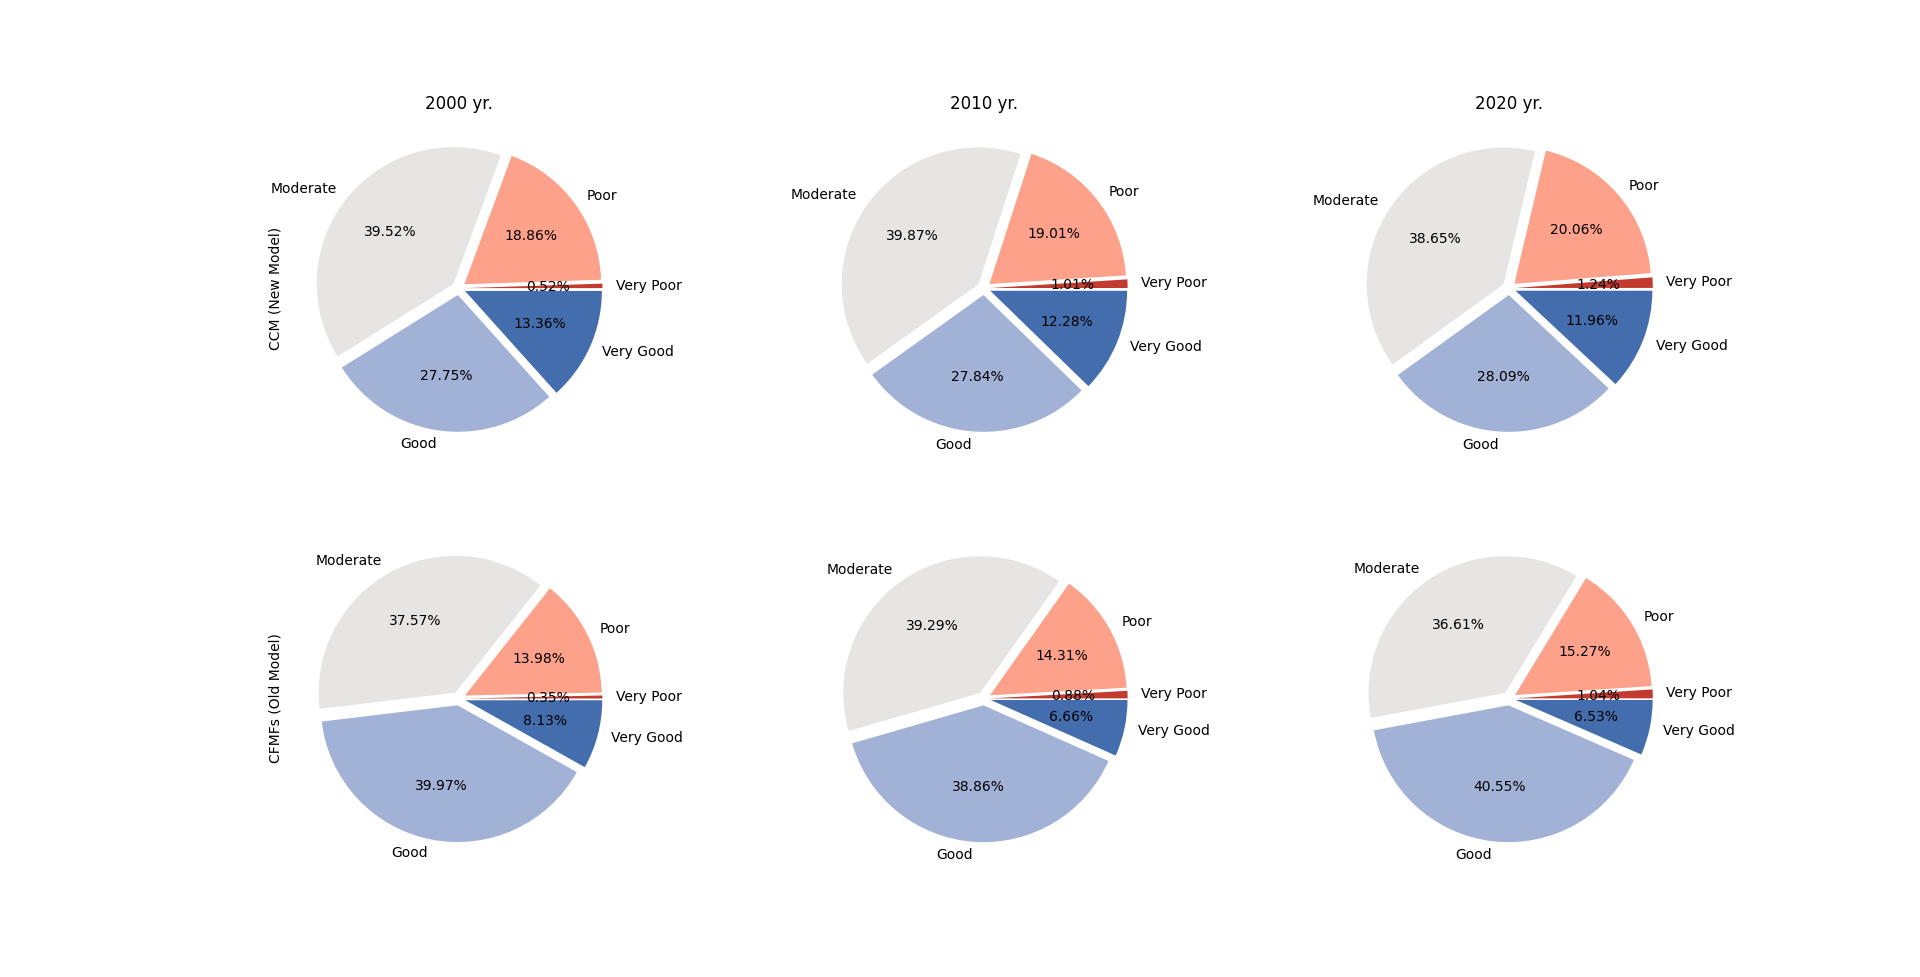 2000 yr.
2010 yr.
2020 yr.
CCM (New Model)
Moderate
39.52%
Poor
18.86%
Very Poor
0.52%
13.36%
Very Good
27.75%
Good
Moderate
39.87%
Poor
19.01%
Very Poor
1.01%
12.28%
Very Good
27.84%
Good
Moderate
38.65%
Poor
20.06%
Very Poor
1.24%
11.96%
Very Good
28.09%
Good
CFMFs (Old Model)
Moderate
37.57%
Poor
13.98%
Very Poor
0.35%
8.13%
Very Good
39.97%
Good
Moderate
39.29%
Poor
14.31%
Very Poor
0.88%
6.66%
Very Good
38.86%
Good
Moderate
36.61%
Poor
15.27%
Very Poor
1.04%
6.53%
Very Good
40.55%
Good